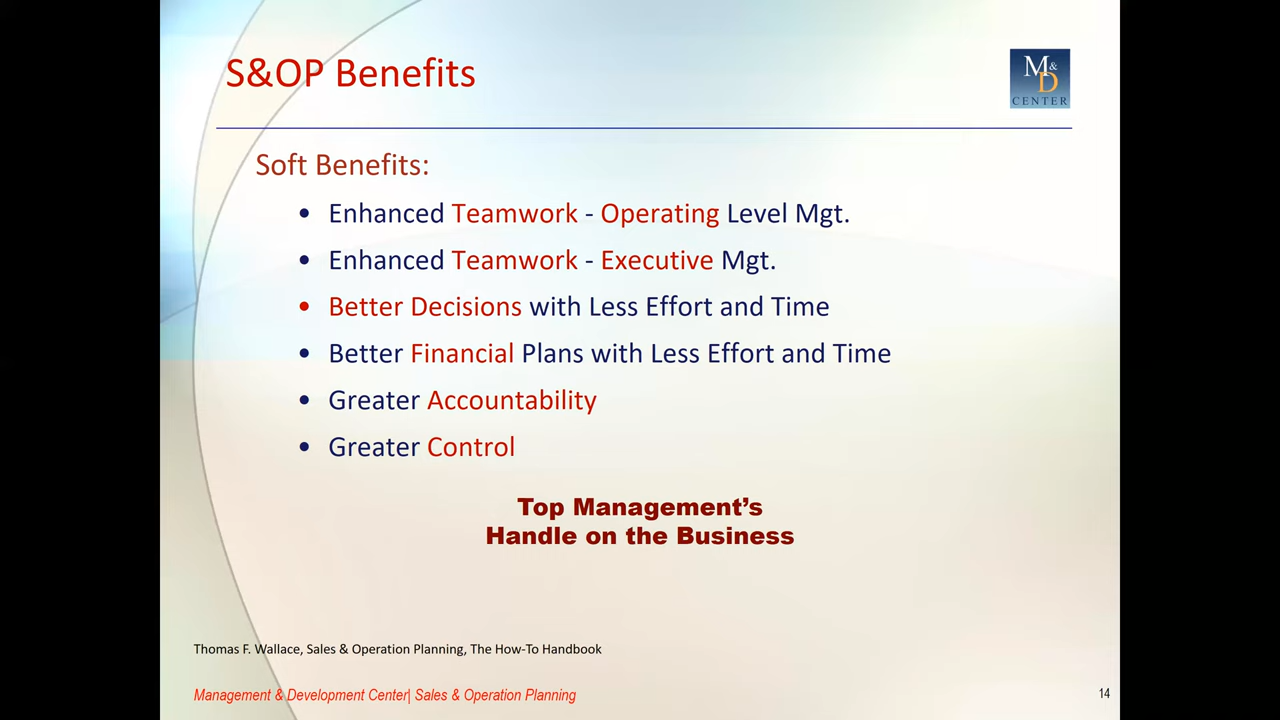 S&OP Benefits
M&D
CENTER
Soft Benefits:
• Enhanced Teamwork - Operating Level Mgt.
• Enhanced Teamwork - Executive Mgt.
• Better Decisions with Less Effort and Time
• Better Financial Plans with Less Effort and Time
• Greater Accountability
• Greater Control
Top Management’s
Handle on the Business
Thomas F. Wallace, Sales & Operation Planning, The How-To Handbook
Management & Development Center| Sales & Operation Planning
14